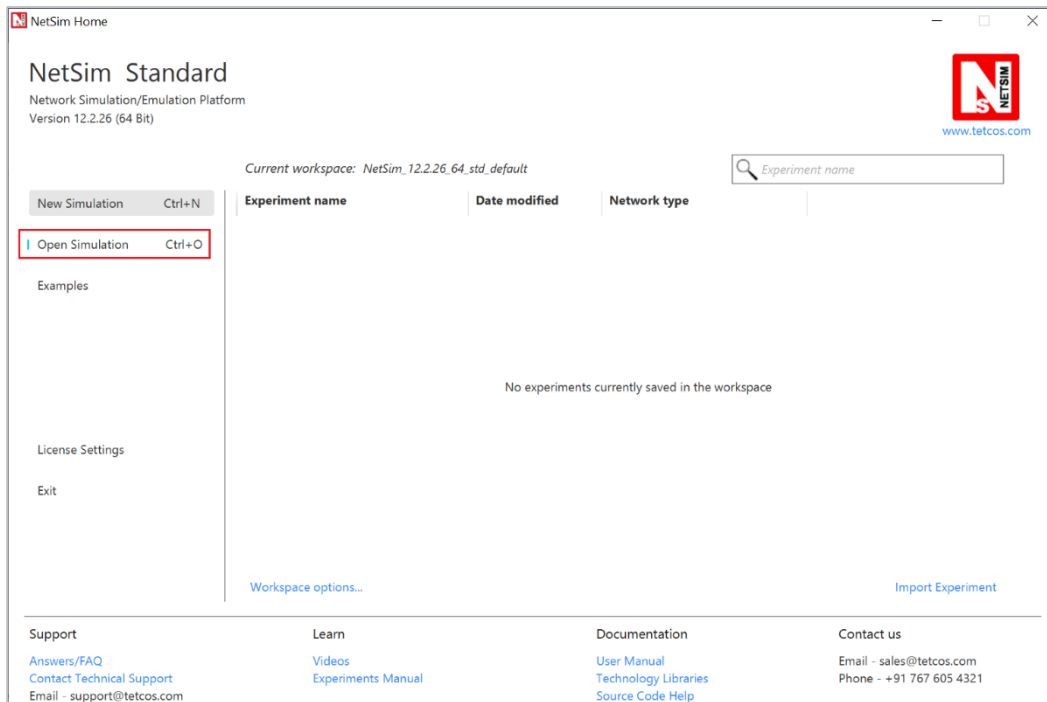 NetSim Home
NetSim Standard
Network Simulation/Emulation Platform
Version 12.2.26 (64 Bit)
NETSIM
N
S
www.tetcos.com
Current workspace: NetSim_12.2.26_64_std_default
Experiment name
New Simulation Ctrl+N
Experiment name Date modified Network type
Open Simulation Ctrl+O
Examples
No experiments currently saved in the workspace
License Settings
Exit
Workspace options...
Import Experiment
Support
Answers/FAQ
Contact Technical Support
Email - support@tetcos.com
Learn
Videos
Experiments Manual
Documentation
User Manual
Technology Libraries
Source Code Help
Contact us
Email - sales@tetcos.com
Phone - +91 767 605 4321